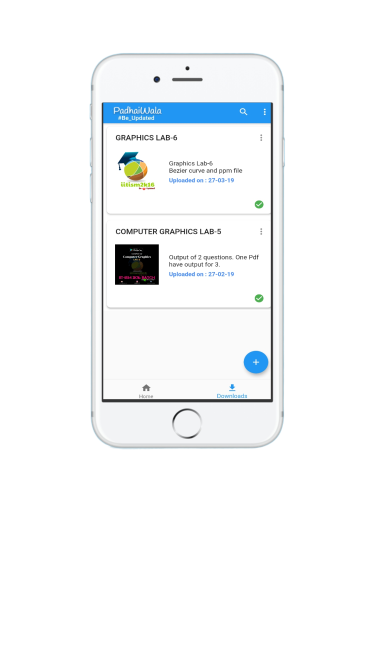 PadhaiWala
#Be_Updated
GRAPHICS LAB-6
Graphics Lab-6
Bezier curve and ppm file
Uploaded on : 27-03-19
COMPUTER GRAPHICS LAB-5
Output of 2 questions. One Pdf
have output for 3.
Uploaded on : 27-02-19
Home
Downloads